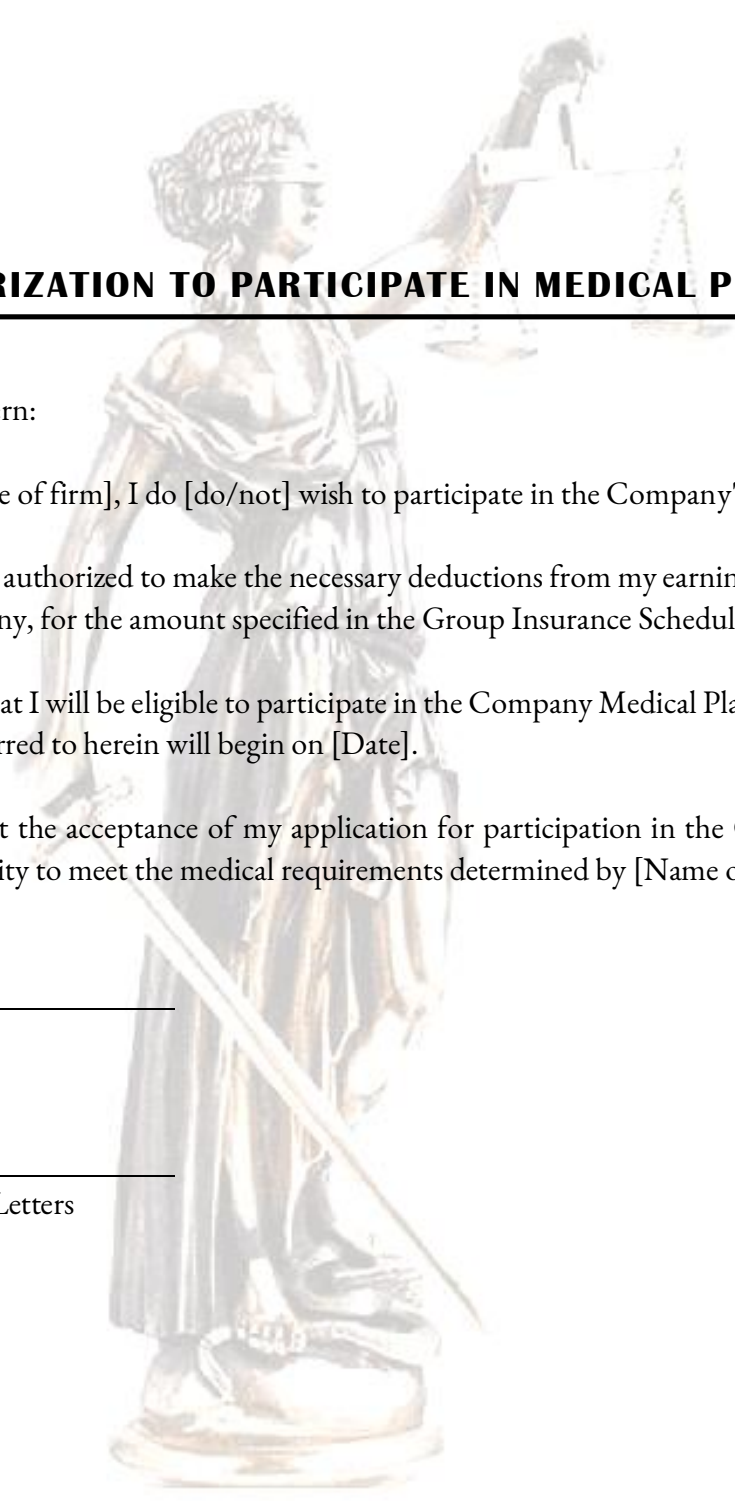 RIZATION TO PARTICIPATE IN MEDICAL P
rn:
e of firm], I do [do/not] wish to participate in the Company'
authorized to make the necessary deductions from my earnin
ny, for the amount specified in the Group Insurance Schedul
at I will be eligible to participate in the Company Medical Pla
rred to herein will begin on [Date].
t the acceptance of my application for participation in the
ity to meet the medical requirements determined by [Name o
Letters